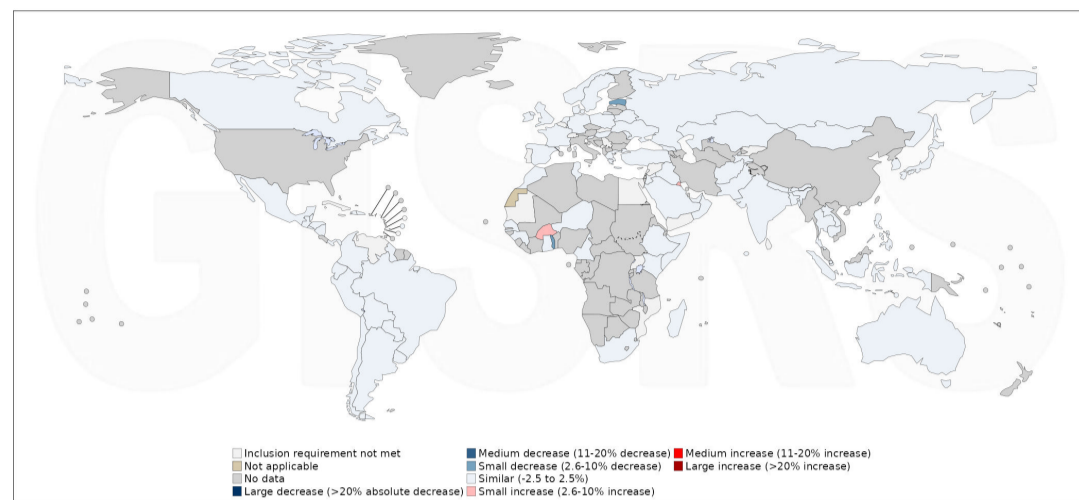 GISRS
Inclusion requirement not met
Not applicable
No data
Large decrease (>20% absolute decrease)
Medium decrease (11-20% decrease)
Small decrease (2.6-10% decrease)
Similar (-2.5 to 2.5%)
Small increase (2.6-10% increase)
Medium increase (11-20% increase)
Large increase (>20% increase)